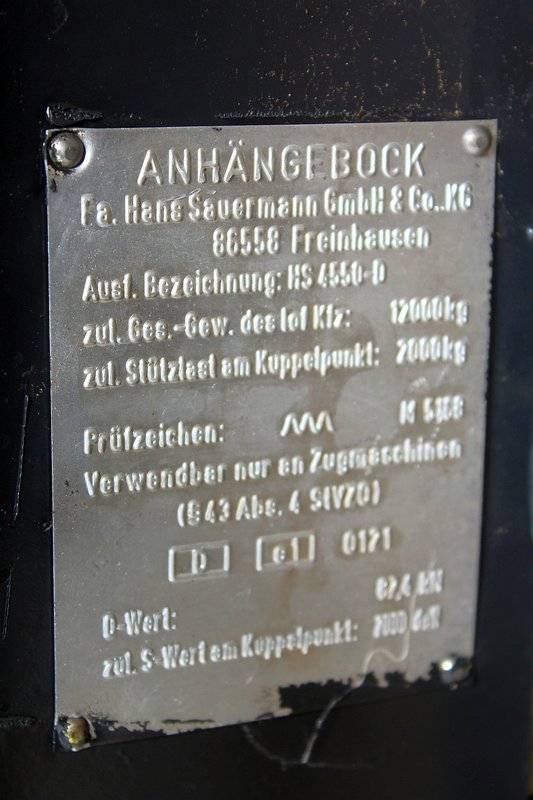 ANHÄNGEBOCK
Fa. Hans Sauermann GmbH & Co..KG
86558 Freinhausen
Ausf. Bezeichnung: HS 4550-D
zul. Ges.-Gew. des lof Kfz: 12000kg
zul. Stützlast am Kuppelpunkt: 2000kg
Prüfzeichen: M
Verwendbar nur an Zugmaschinen
(§ 43 Abs. 4 StVZO)
D e1 0121
D-Wert: 82,4 kN
zul. S-Wert am Kuppelpunkt: 2000 daN